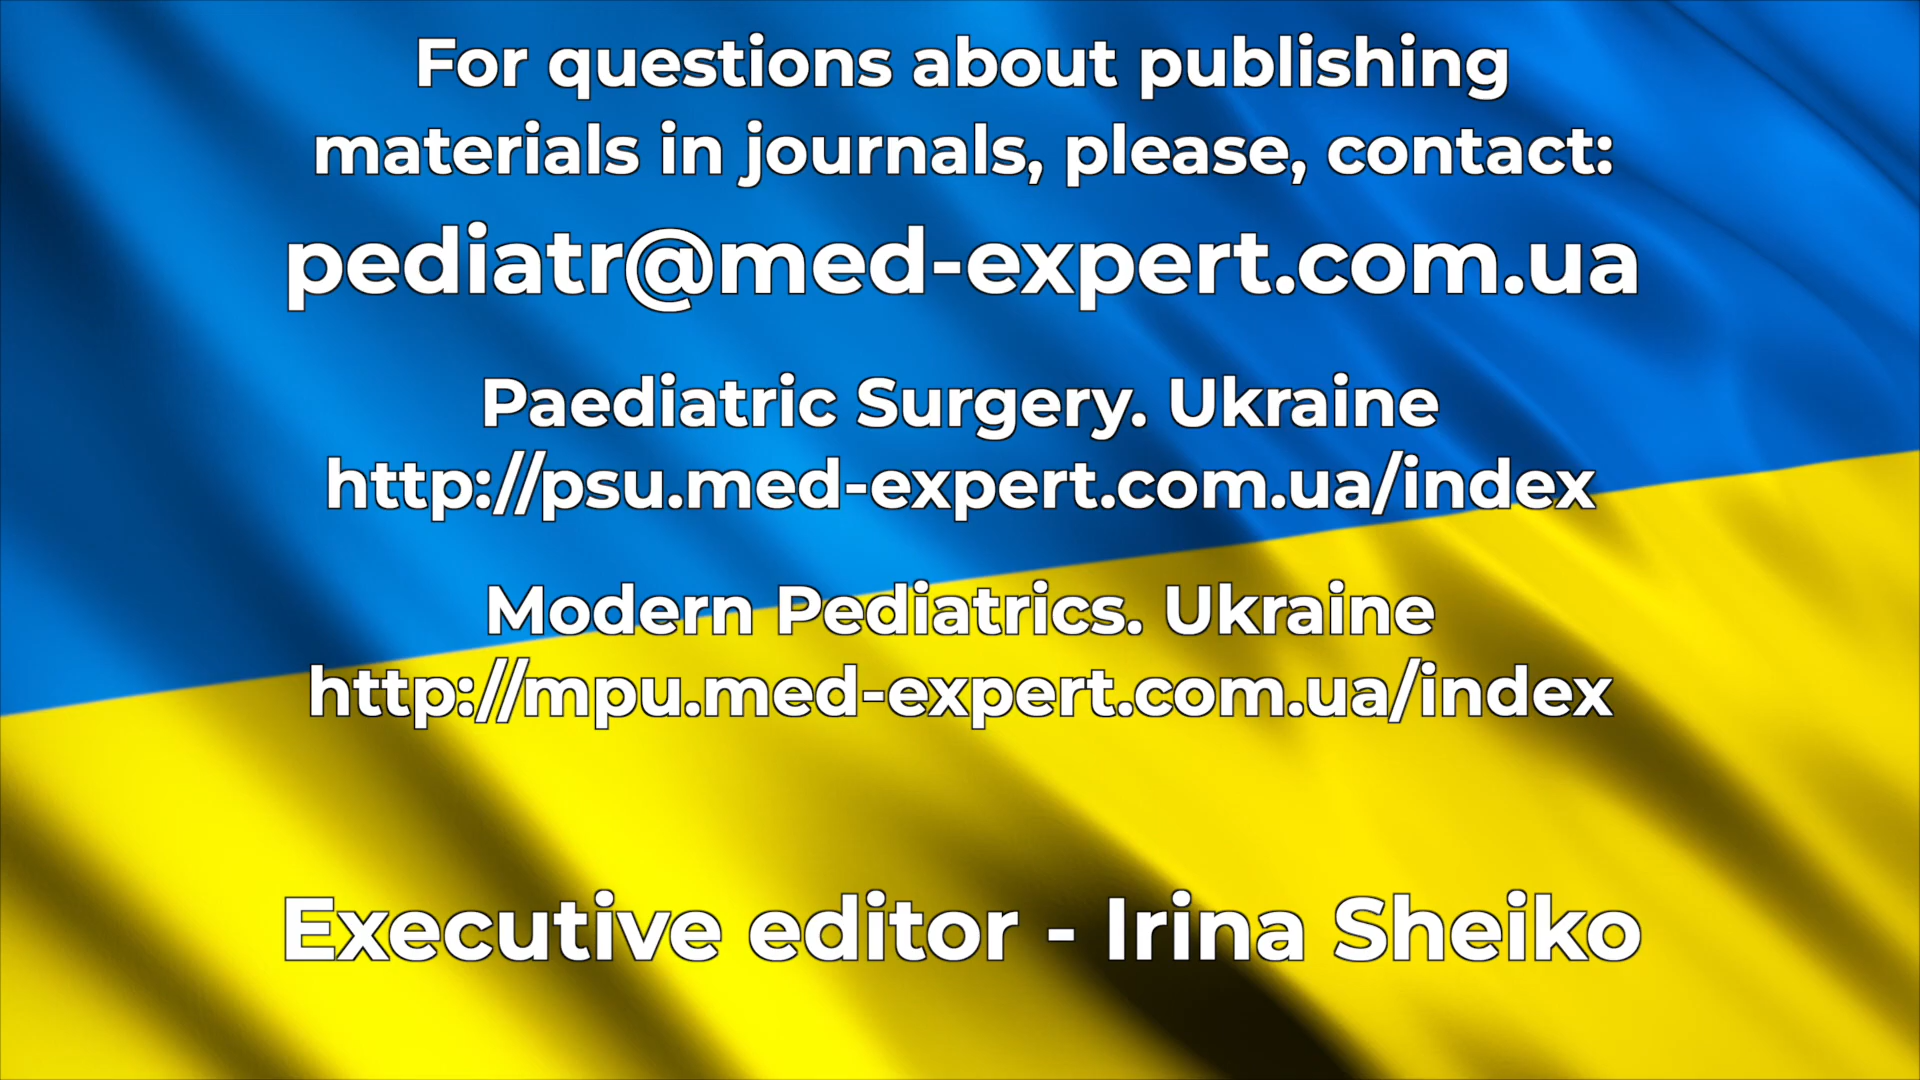 For questions about publishing
materials in journals, please, contact:
pediatr@med-expert.com.ua
Paediatric Surgery. Ukraine
http://psu.med-expert.com.ua/index
Modern Pediatrics. Ukraine
http://mpu.med-expert.com.ua/index
Executive editor - Irina Sheiko